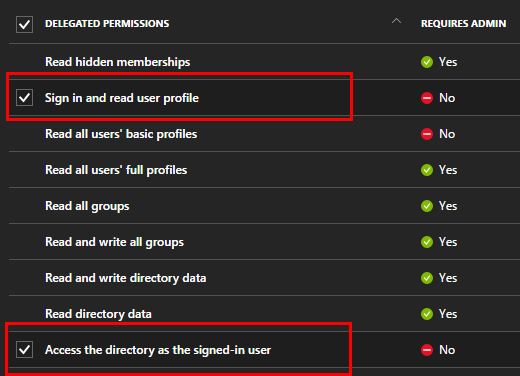 DELEGATED PERMISSIONS REQUIRES ADMIN
Read hidden memberships Yes
Sign in and read user profile No
Read all users' basic profiles No
Read all users' full profiles Yes
Read all groups Yes
Read and write all groups Yes
Read and write directory data Yes
Read directory data Yes
Access the directory as the signed-in user No